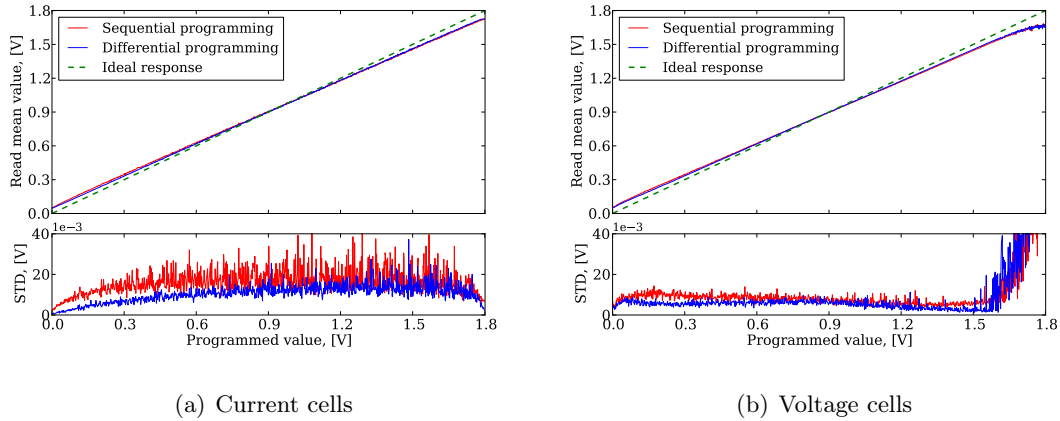 1.8
1.5
1.2
0.9
0.6
0.3
0.0
Read mean value, [V]
Sequential programming
Differential programming
Ideal response
1e−3
40
20
0
STD, [V]
0.0 0.3 0.6 0.9 1.2 1.5 1.8
Programmed value, [V]
(a) Current cells
1.8
1.5
1.2
0.9
0.6
0.3
0.0
Read mean value, [V]
Sequential programming
Differential programming
Ideal response
1e−3
40
20
0
STD, [V]
0.0 0.3 0.6 0.9 1.2 1.5 1.8
Programmed value, [V]
(b) Voltage cells